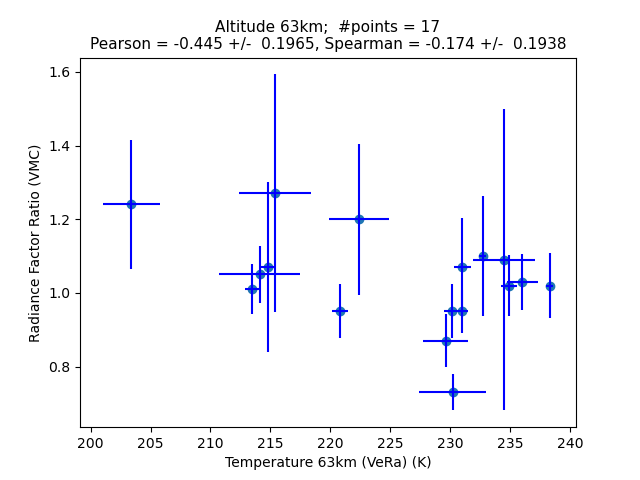 Altitude 63km;  #points = 17
Pearson = -0.445 +/-  0.1965, Spearman = -0.174 +/-  0.1938
1.6
1.4
1.2
1.0
0.8
Radiance Factor Ratio (VMC)
200 205 210 215 220 225 230 235 240
Temperature 63km (VeRa) (K)